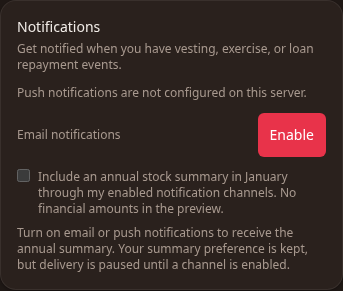 Notifications
Get notified when you have vesting, exercise, or loan
repayment events.
Push notifications are not configured on this server.
Email notifications
Enable
Include an annual stock summary in January
through my enabled notification channels. No
financial amounts in the preview.
Turn on email or push notifications to receive the
annual summary. Your summary preference is kept,
but delivery is paused until a channel is enabled.